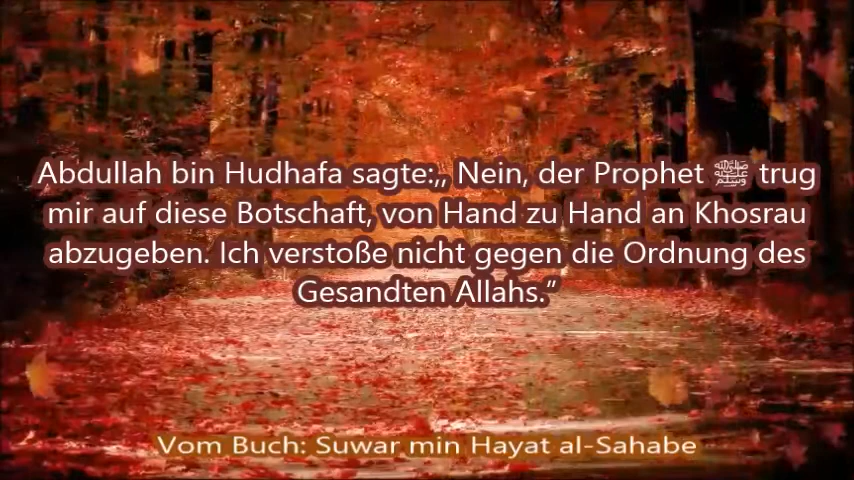 Abdullah bin Hudhafa sagte:,, Nein, der Prophet ﷺ trug
mir auf diese Botschaft, von Hand zu Hand an Khosrau
abzugeben. Ich verstoße nicht gegen die Ordnung des
Gesandten Allahs.”
Vom Buch: Suwar min Hayat al-Sahabe